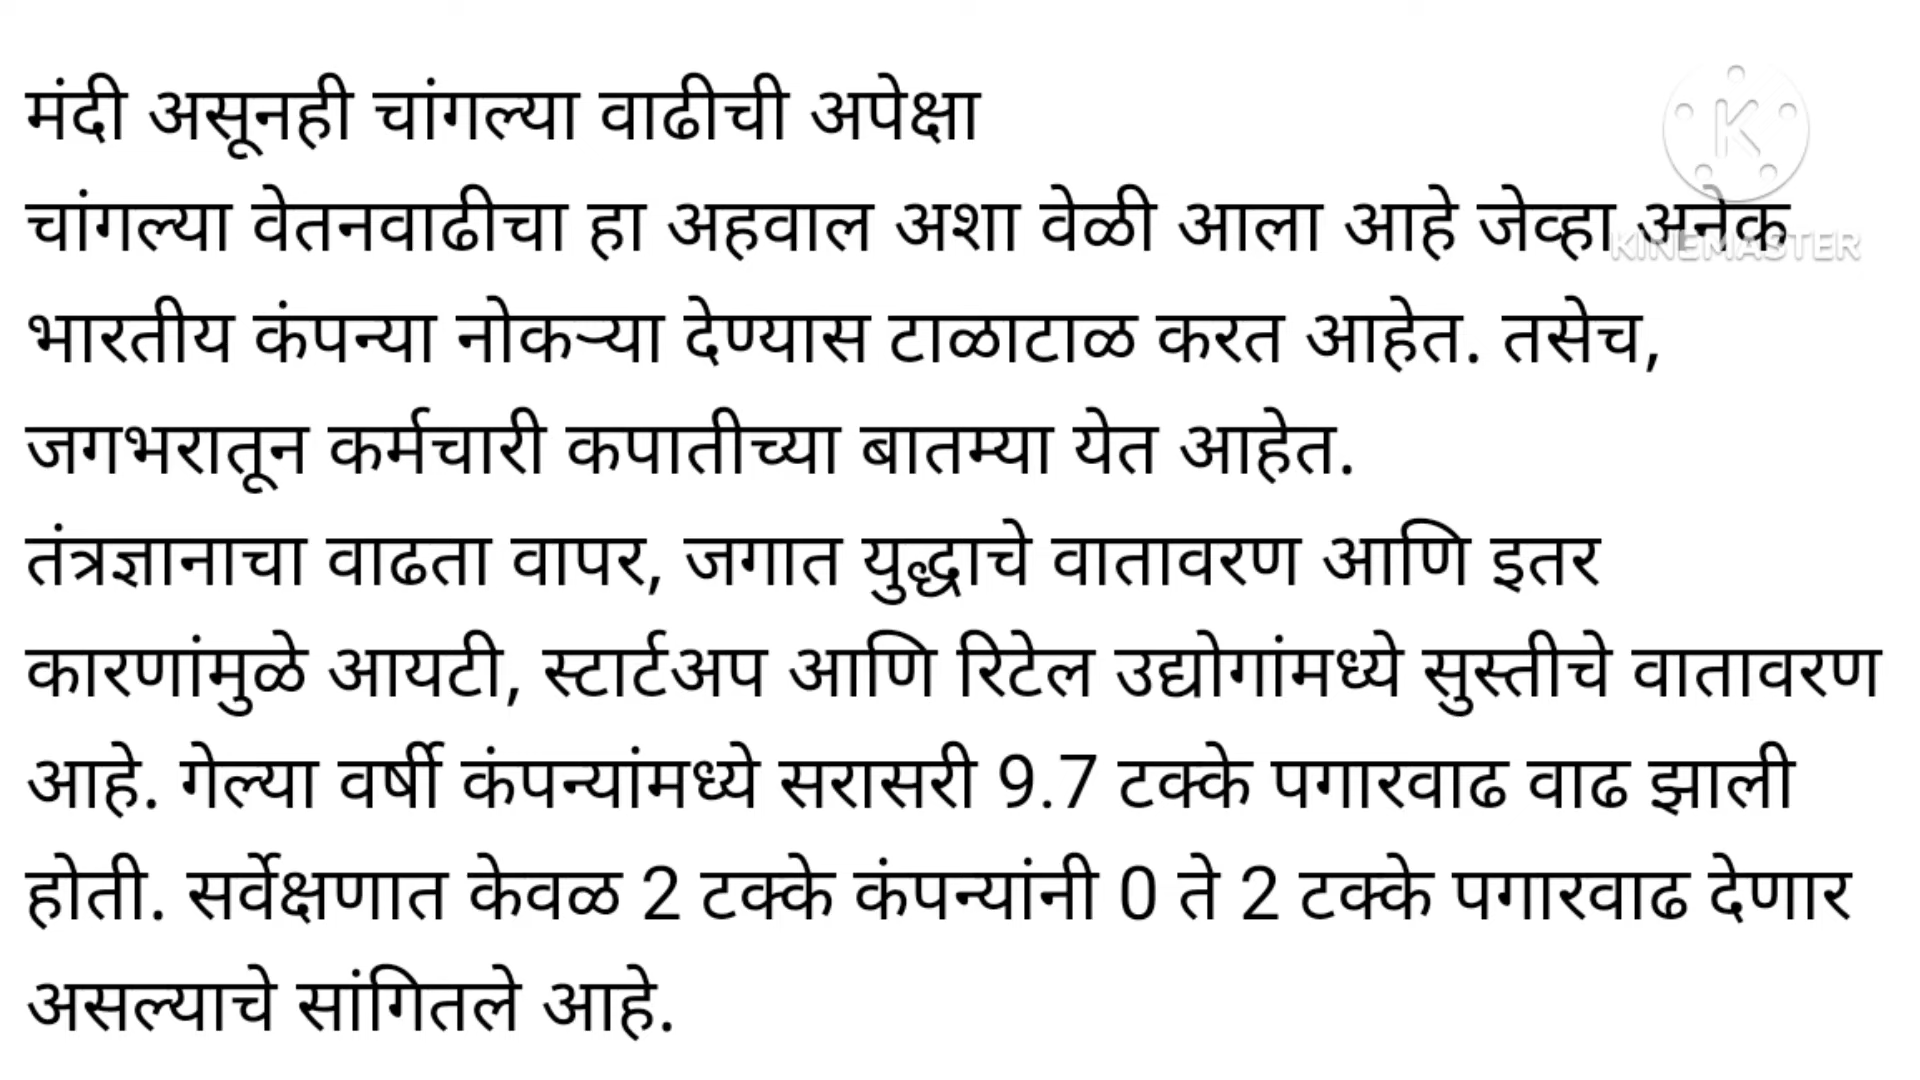 मंदी असूनही चांगल्या वाढीची अपेक्षा
चांगल्या वेतनवाढीचा हा अहवाल अशा वेळी आला आहे जेव्हा अनेक
भारतीय कंपन्या नोकऱ्या देण्यास टाळाटाळ करत आहेत. तसेच,
जगभरातून कर्मचारी कपातीच्या बातम्या येत आहेत.
तंत्रज्ञानाचा वाढता वापर, जगात युद्धाचे वातावरण आणि इतर
कारणांमुळे आयटी, स्टार्टअप आणि रिटेल उद्योगांमध्ये सुस्तीचे वातावरण
आहे. गेल्या वर्षी कंपन्यांमध्ये सरासरी 9.7 टक्के पगारवाढ वाढ झाली
होती. सर्वेक्षणात केवळ 2 टक्के कंपन्यांनी 0 ते 2 टक्के पगारवाढ देणार
असल्याचे सांगितले आहे.
K
KINEMASTER